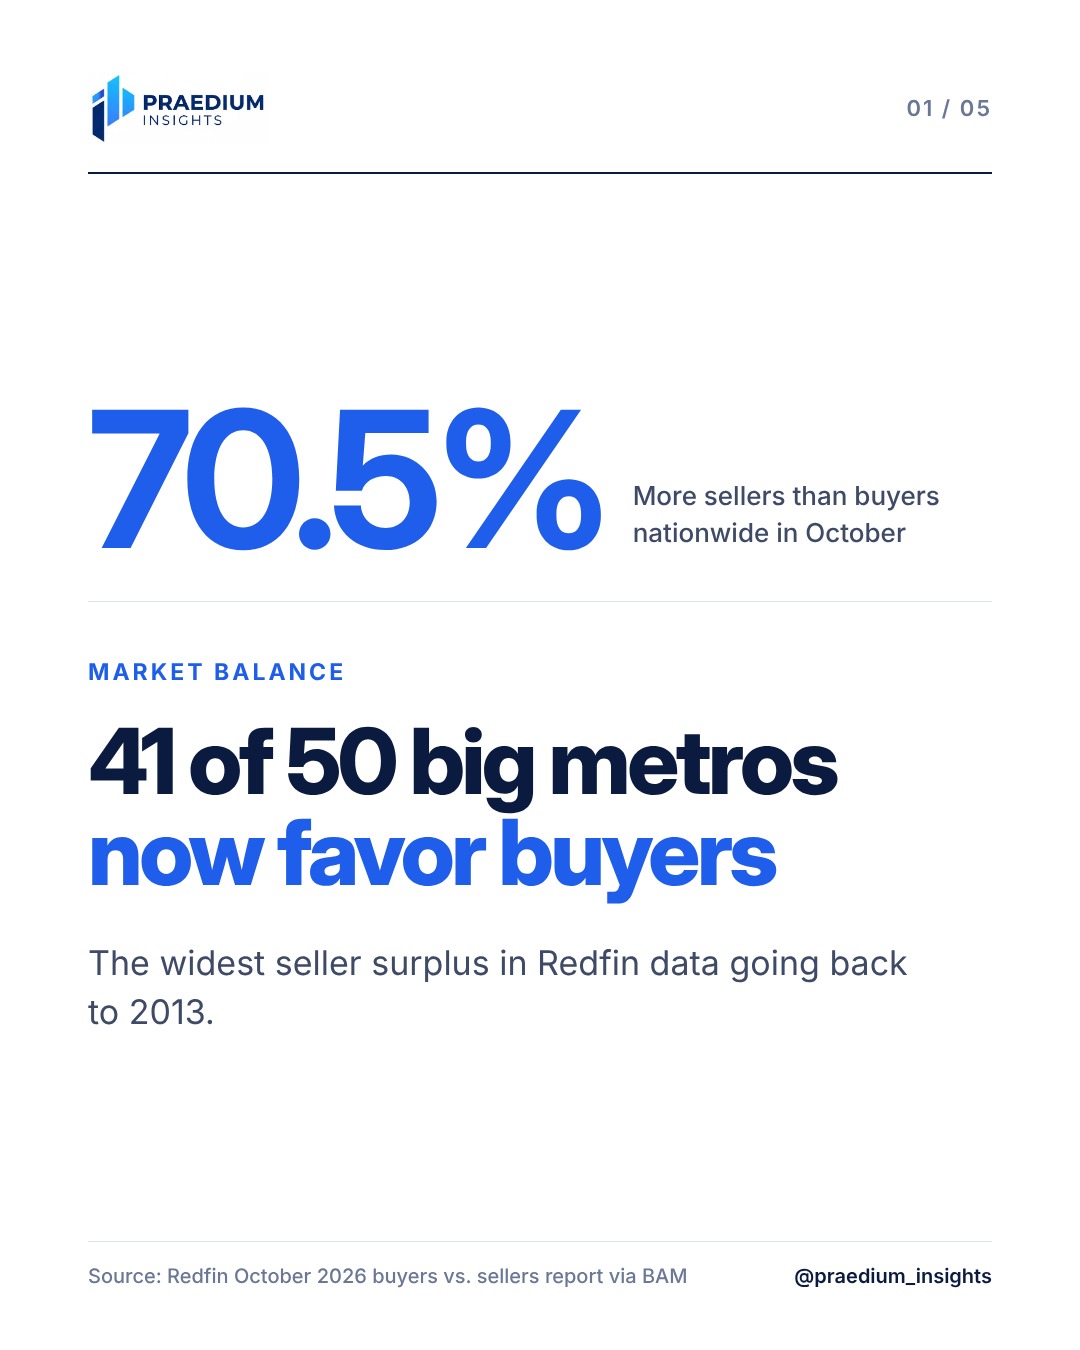 PRAEDIUM
INSIGHTS
01 / 05
70.5%
More sellers than buyers
nationwide in October
MARKET BALANCE
41 of 50 big metros
now favor buyers
The widest seller surplus in Redfin data going back
to 2013.
Source: Redfin October 2026 buyers vs. sellers report via BAM
@praedium_insights